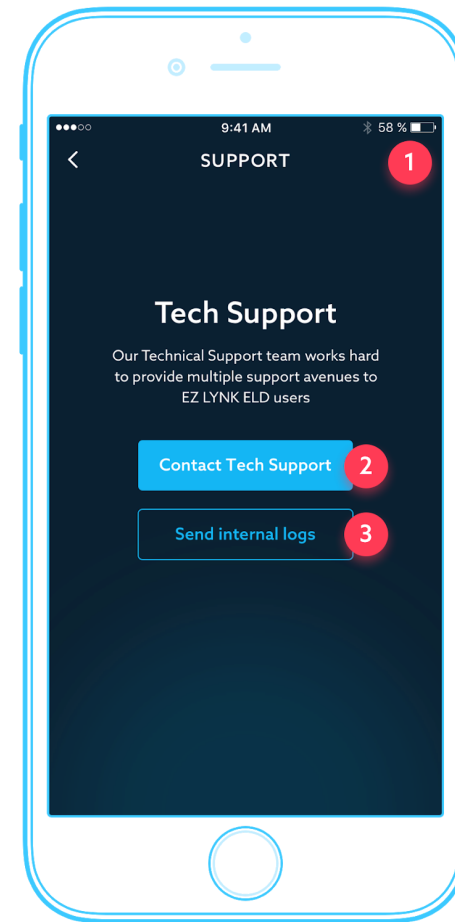 9:41 AM
58 %
SUPPORT
1
Tech Support
Our Technical Support team works hard
to provide multiple support avenues to
EZ LYNK ELD users
Contact Tech Support
2
Send internal logs
3